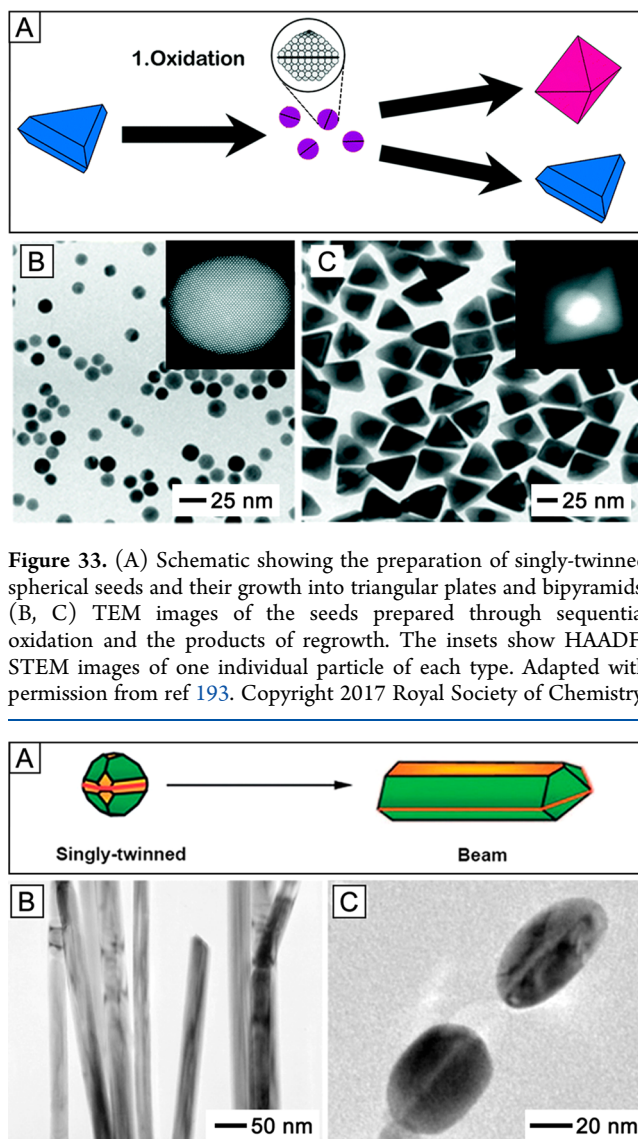 A
1.Oxidation
B
25 nm
C
25 nm
Figure 33. (A) Schematic showing the preparation of singly-twinned
spherical seeds and their growth into triangular plates and bipyramids
(B, C) TEM images of the seeds prepared through sequential
oxidation and the products of regrowth. The insets show HAADF
STEM images of one individual particle of each type. Adapted with
permission from ref 193. Copyright 2017 Royal Society of Chemistry
A
Singly-twinned
Beam
B
50 nm
C
20 nm